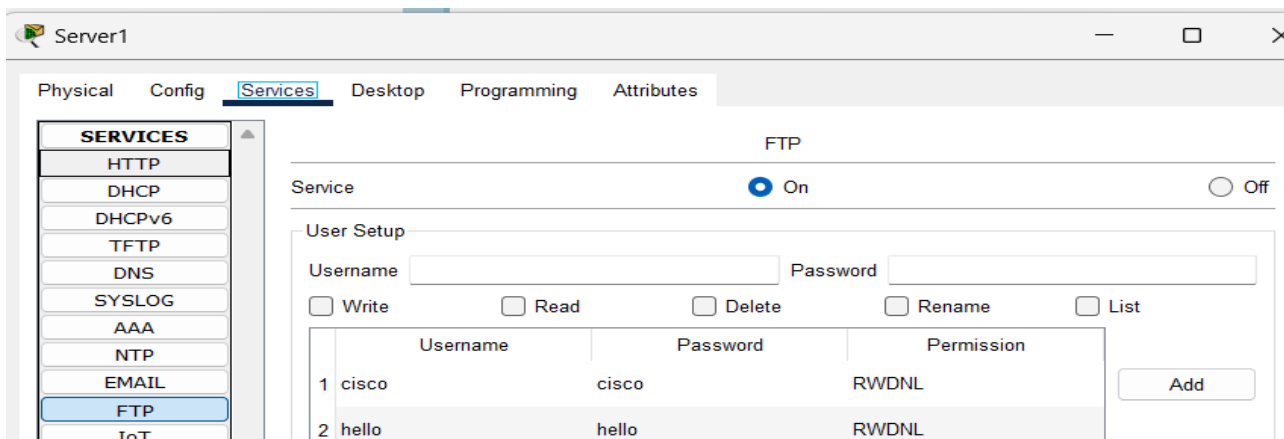 Server1
Physical Config Services Desktop Programming Attributes
SERVICES
HTTP
DHCP
DHCPv6
TFTP
DNS
SYSLOG
AAA
NTP
EMAIL
FTP
IoT
FTP
Service On Off
User Setup
Username Password
Write Read Delete Rename List
Username Password Permission
1 cisco cisco RWDNL
Add
2 hello hello RWDNL